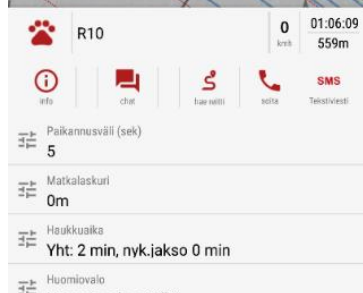 R10
0
km/h
01:06:09
559m
info
chat
hae reitti
soita
SMS
Tekstiviesti
Paikannusväli (sek)
5
Matkalaskuri
0m
Haukkuaika
Yht: 2 min, nyk.jakso 0 min
Huomiovalo